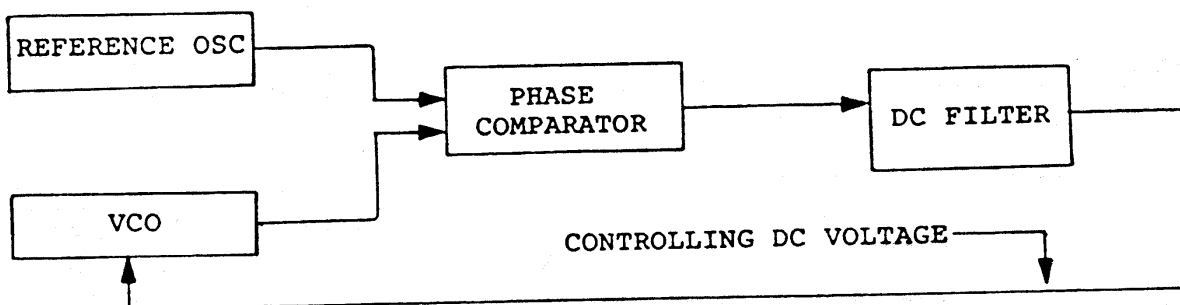 REFERENCE OSC
PHASE
COMPARATOR
DC FILTER
VCO
CONTROLLING DC VOLTAGE